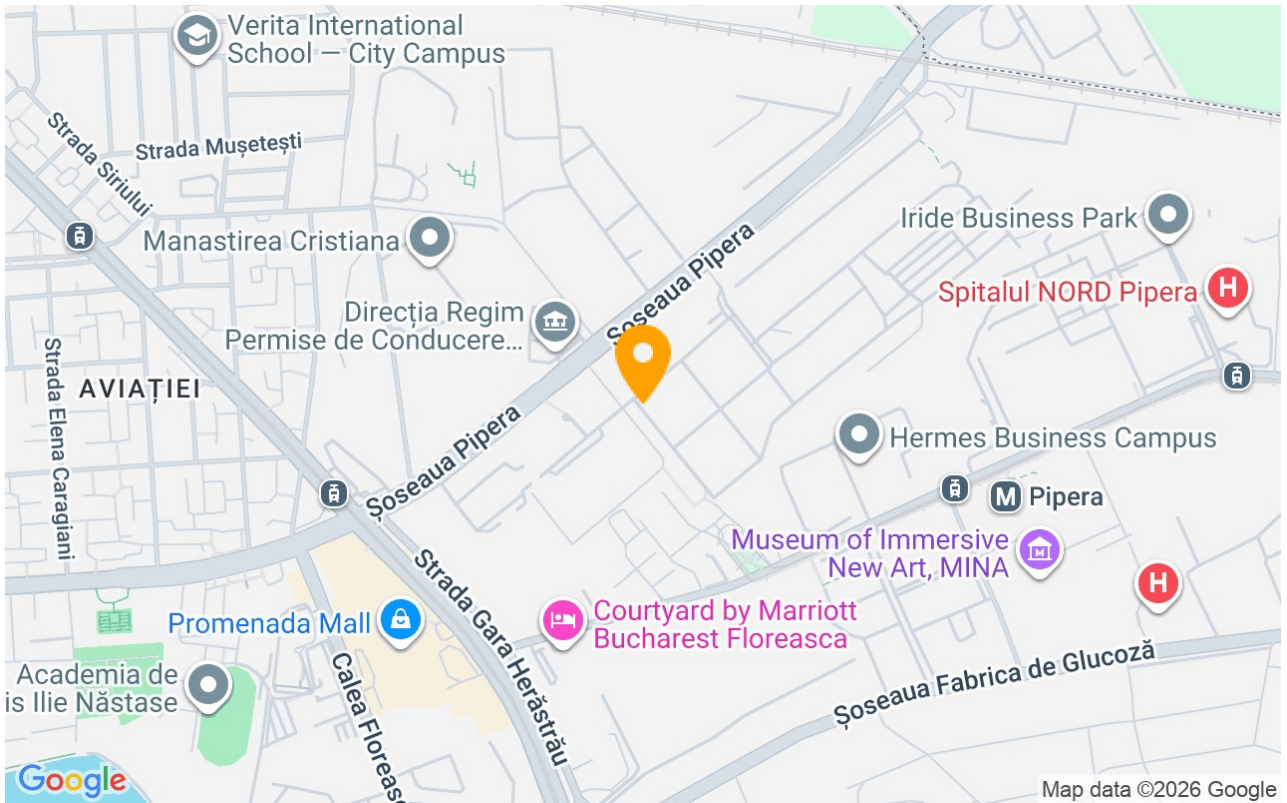 Verita International
School — City Campus
Strada Siriului
Strada Mușetești
Manastirea Cristiana
Iride Business Park
Șoseaua Pipera
Spitalul NORD Pipera
H
Direcția Regim
Permise de Conducere...
Strada Elena Caragiani
AVIAȚIEI
Șoseaua Pipera
Hermes Business Campus
M Pipera
Museum of Immersive
New Art, MINA
H
Strada Gara Herăstrău
Promenada Mall
Courtyard by Marriott
Bucharest Floreasca
Calea Floreasc
Academia de
is Ilie Năstase
Șoseaua Fabrica de Glucoză
Google
Map data ©2026 Google